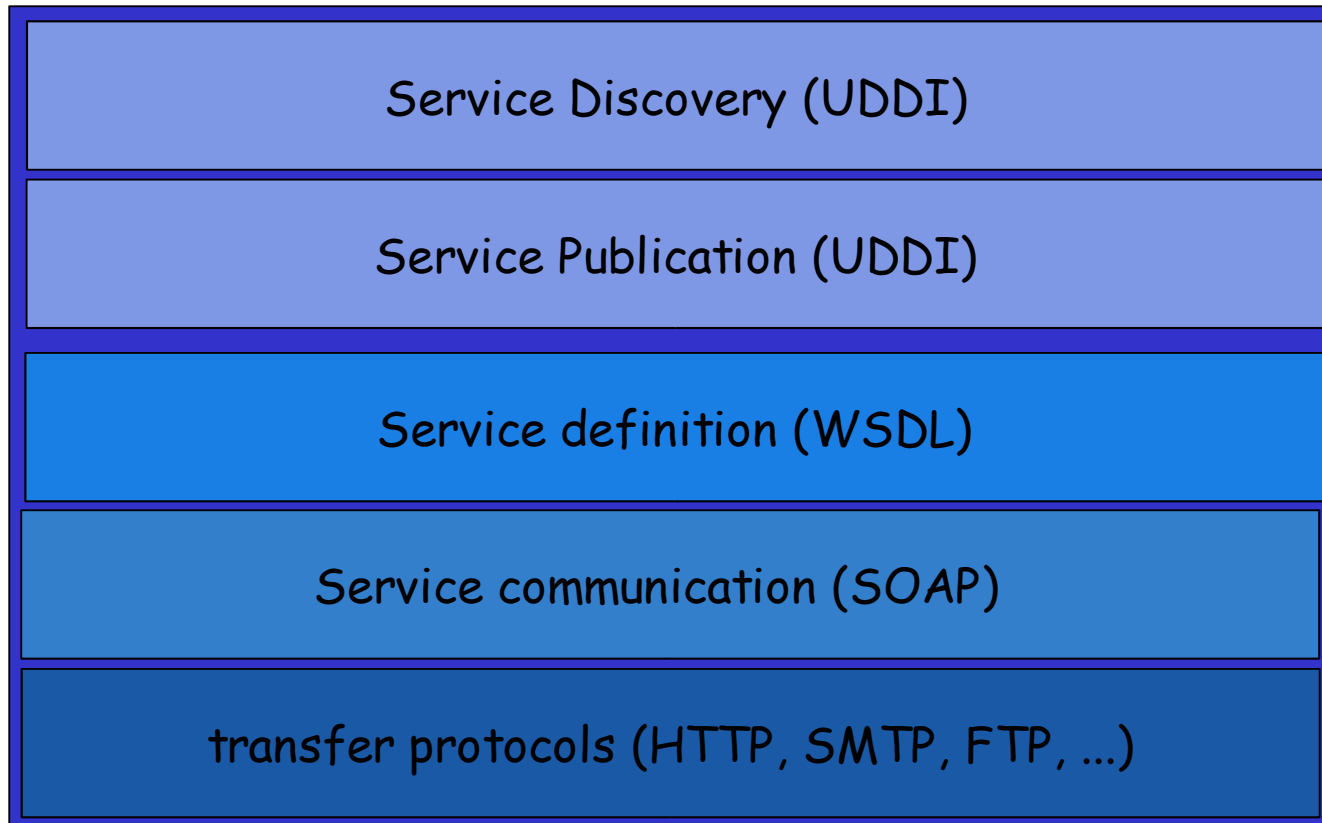 Service Discovery (UDDI)
Service Publication (UDDI)
Service definition (WSDL)
Service communication (SOAP)
transfer protocols (HTTP, SMTP, FTP, ...)